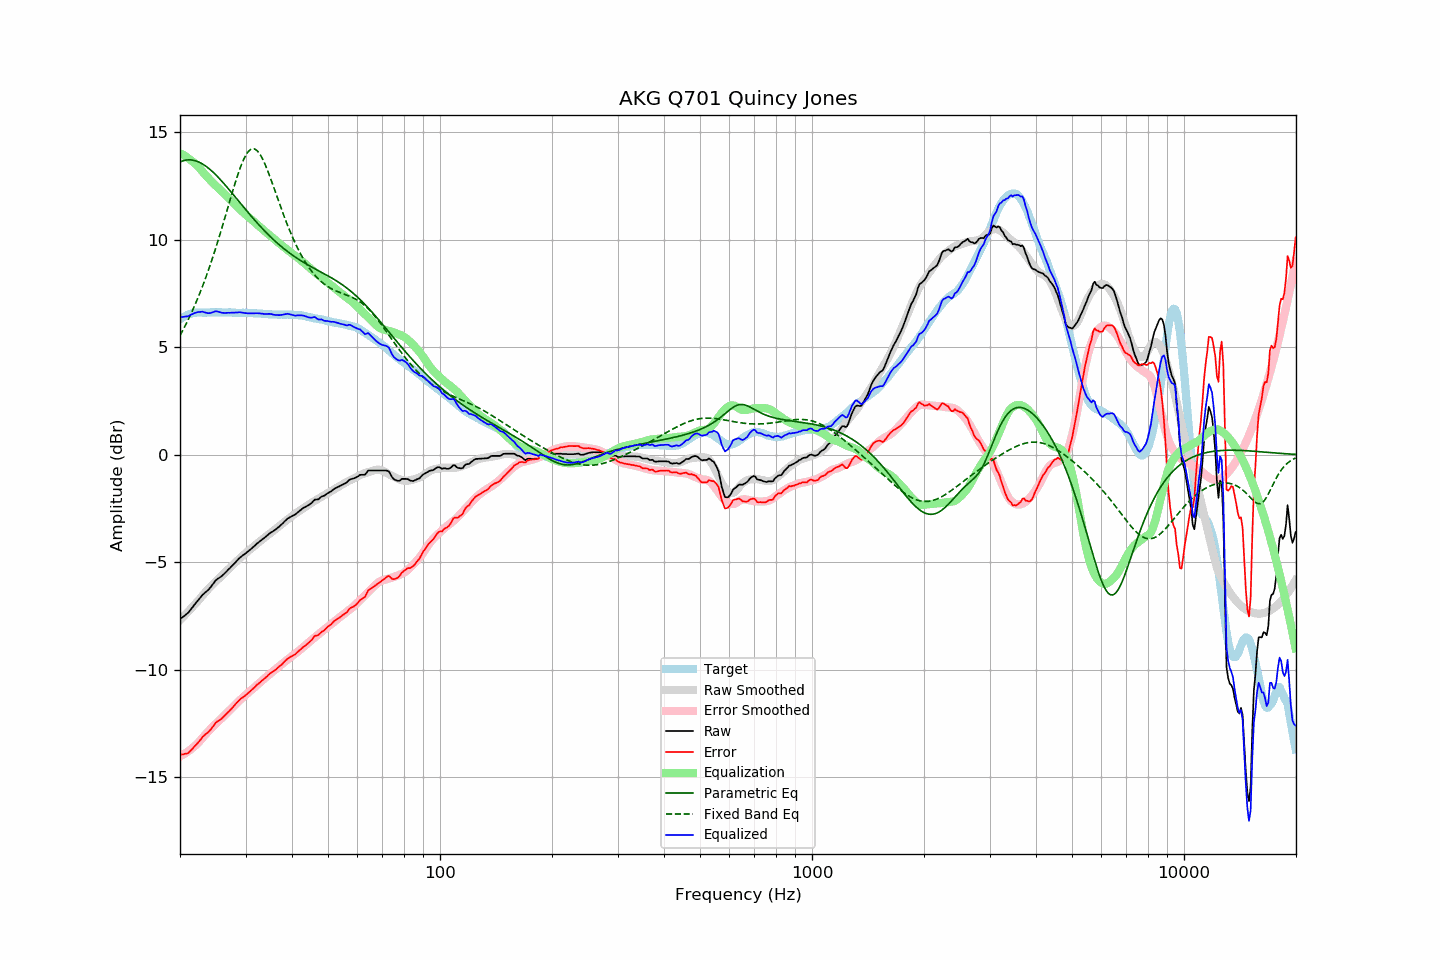 AKG Q701 Quincy Jones
15
10
5
0
−5
−10
−15
Amplitude (dBr)
Target
Raw Smoothed
Error Smoothed
Raw
Error
Equalization
Parametric Eq
Fixed Band Eq
Equalized
100
1000
10000
Frequency (Hz)